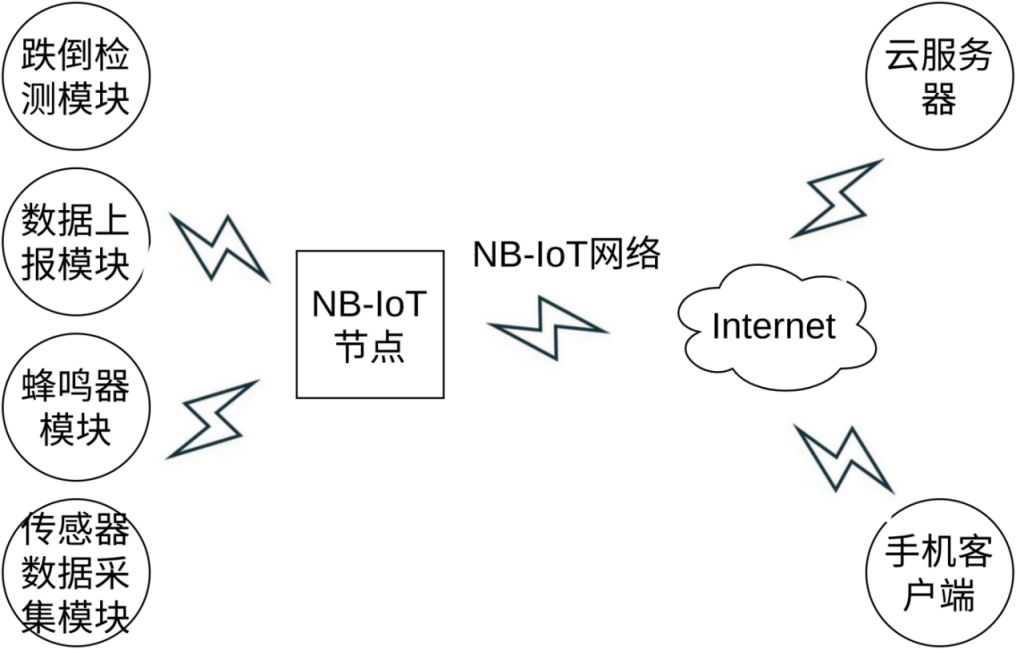 跌倒检
测模块
数据上
报模块
蜂鸣器
模块
传感器
数据采
集模块
NB-IoT
节点
NB-IoT网络
Internet
云服务
器
手机客
户端